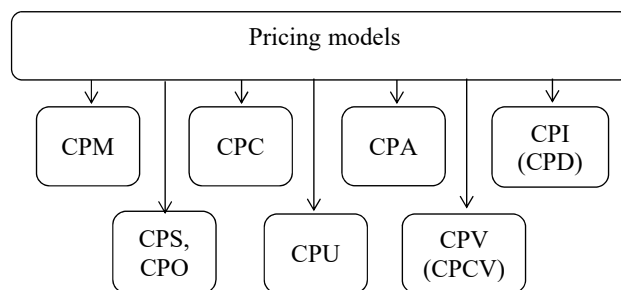 Pricing models
CPM
CPC
CPA
CPI
(CPD)
CPS,
CPO
CPU
CPV
(CPCV)